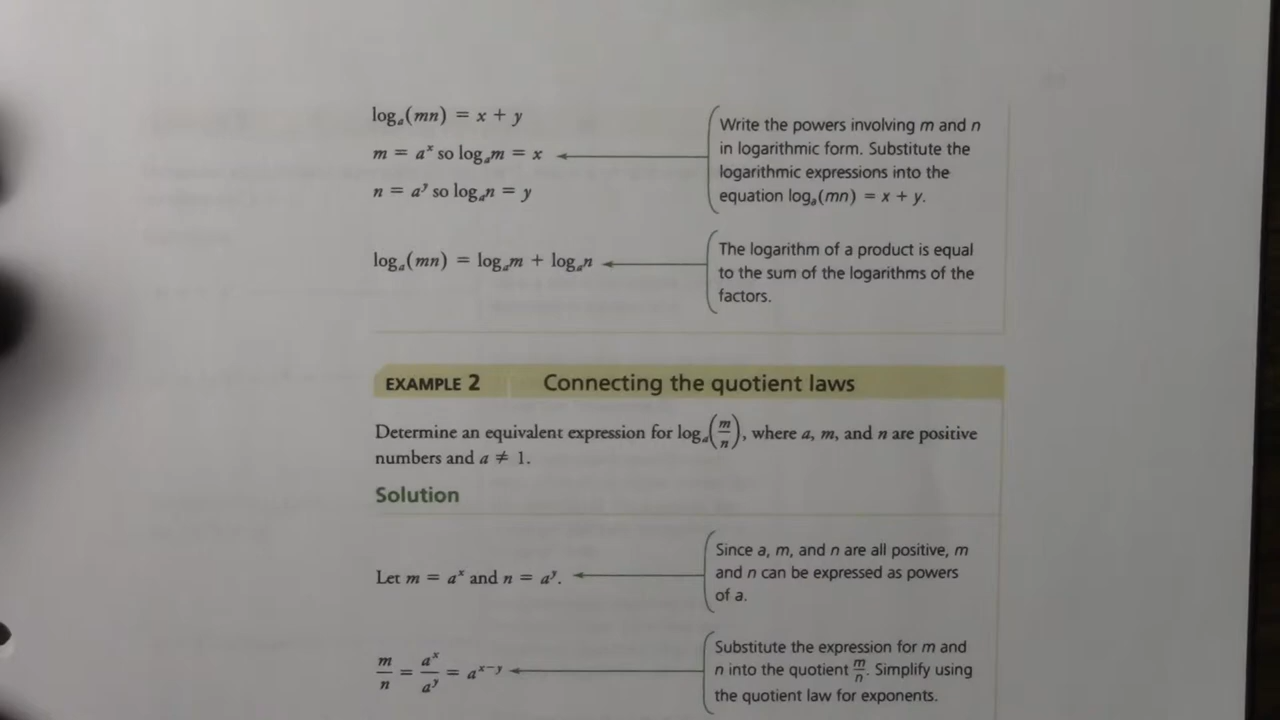 logₐ(mn) = x + y
m = aˣ so logₐm = x
n = aʸ so logₐn = y
Write the powers involving m and n
in logarithmic form. Substitute the
logarithmic expressions into the
equation logₐ(mn) = x + y.
logₐ(mn) = logₐm + logₐn
The logarithm of a product is equal
to the sum of the logarithms of the
factors.
EXAMPLE 2 Connecting the quotient laws
Determine an equivalent expression for logₐ(m/n), where a, m, and n are positive
numbers and a ≠ 1.
Solution
Let m = aˣ and n = aʸ.
Since a, m, and n are all positive, m
and n can be expressed as powers
of a.
m/n = aˣ/aʸ = aˣ⁻ʸ
Substitute the expression for m and
n into the quotient m/n. Simplify using
the quotient law for exponents.